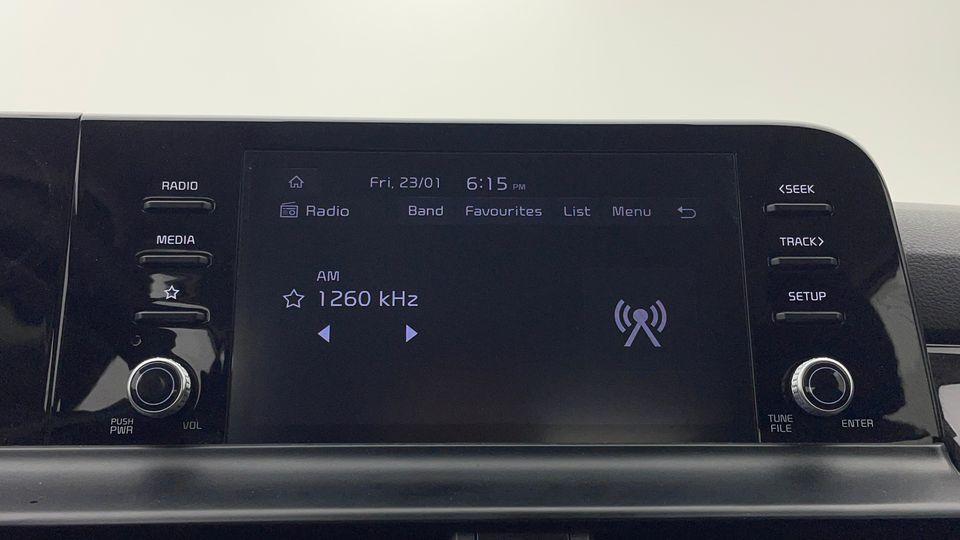 RADIO
MEDIA
PUSH
PWR
VOL
Fri, 23/01 6:15 PM
Radio Band Favourites List Menu
AM
1260 kHz
<SEEK
TRACK>
SETUP
TUNE
FILE
ENTER